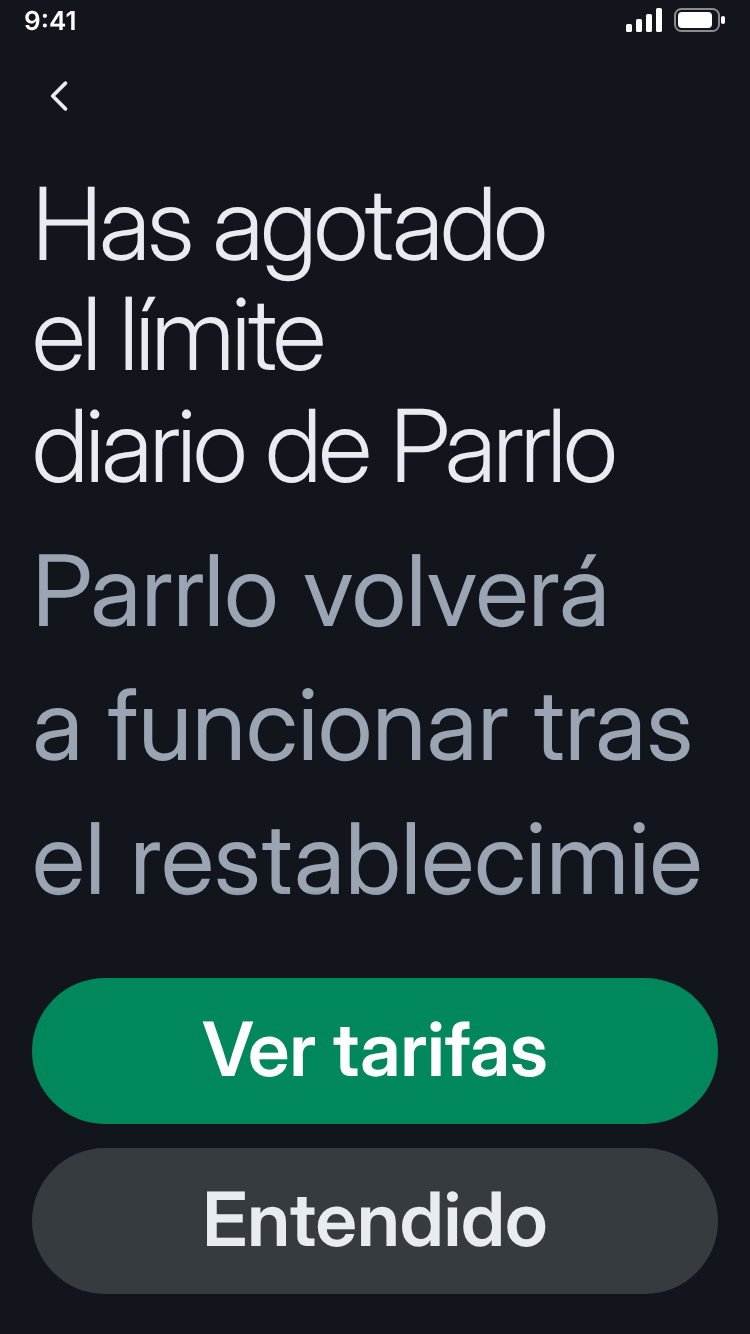 9:41
Has agotado
el límite
diario de Parrlo
Parrlo volverá
a funcionar tras
el restablecimie
Ver tarifas
Entendido